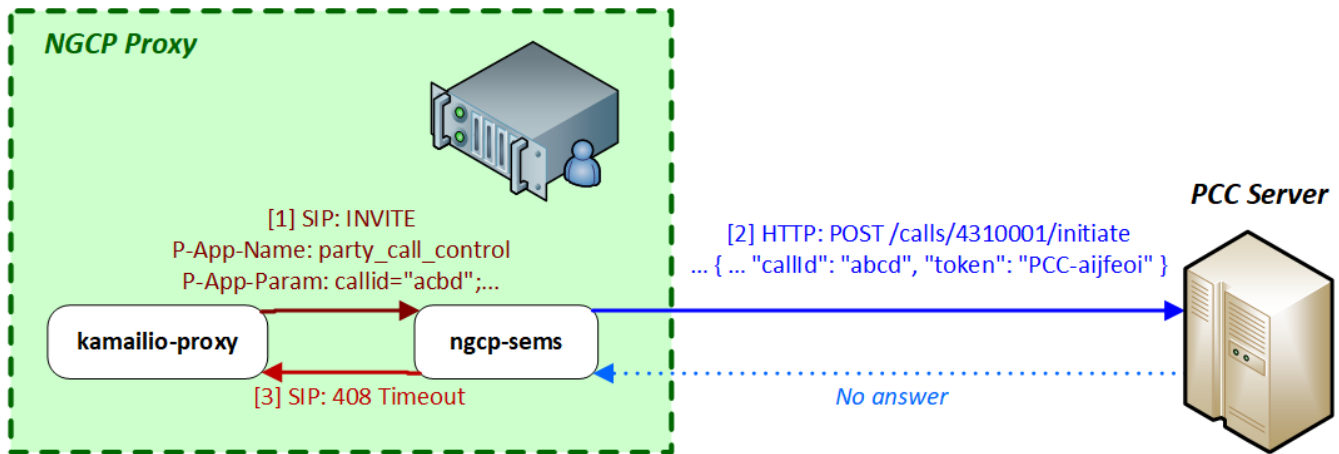 NGCP Proxy
[1] SIP: INVITE
P-App-Name: party_call_control
P-App-Param: callid="acbd";...
kamailio-proxy
ngcp-sems
[3] SIP: 408 Timeout
PCC Server
[2] HTTP: POST /calls/4310001/initiate
... { ... "callId": "abcd", "token": "PCC-aijfeoi" }
No answer